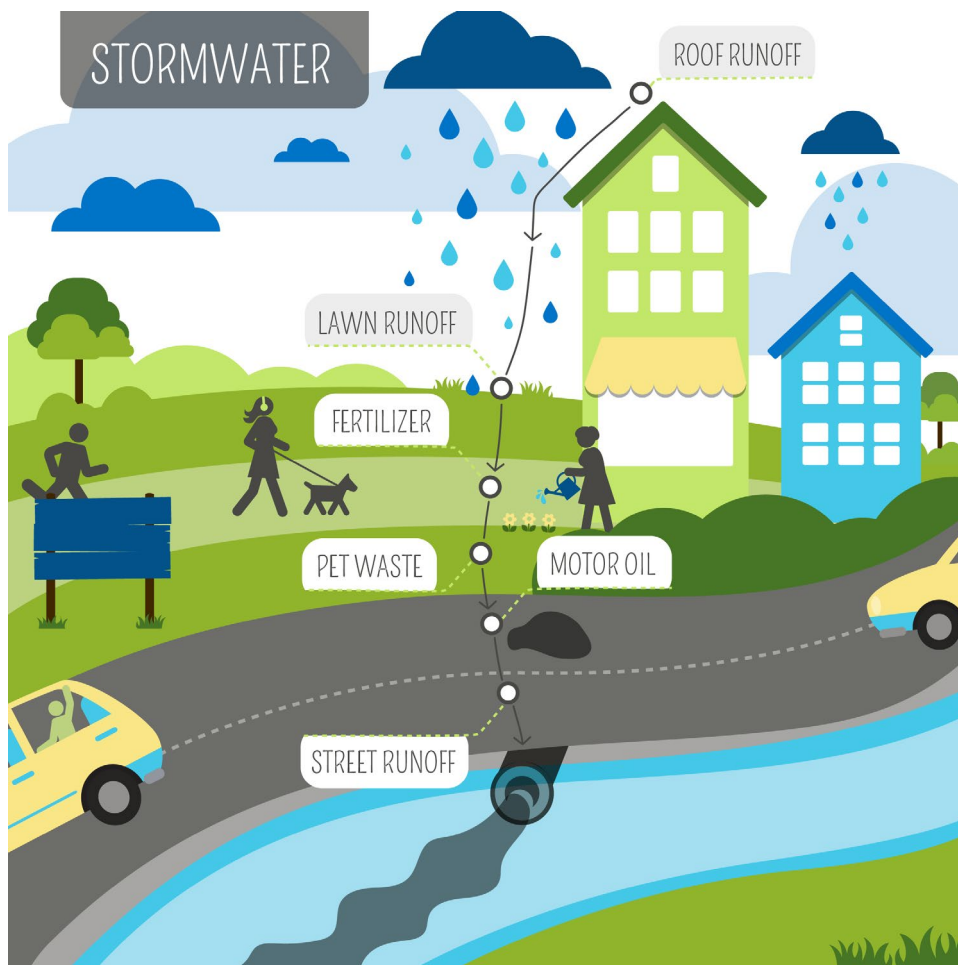 STORMWATER
ROOF RUNOFF
LAWN RUNOFF
FERTILIZER
PET WASTE
MOTOR OIL
STREET RUNOFF